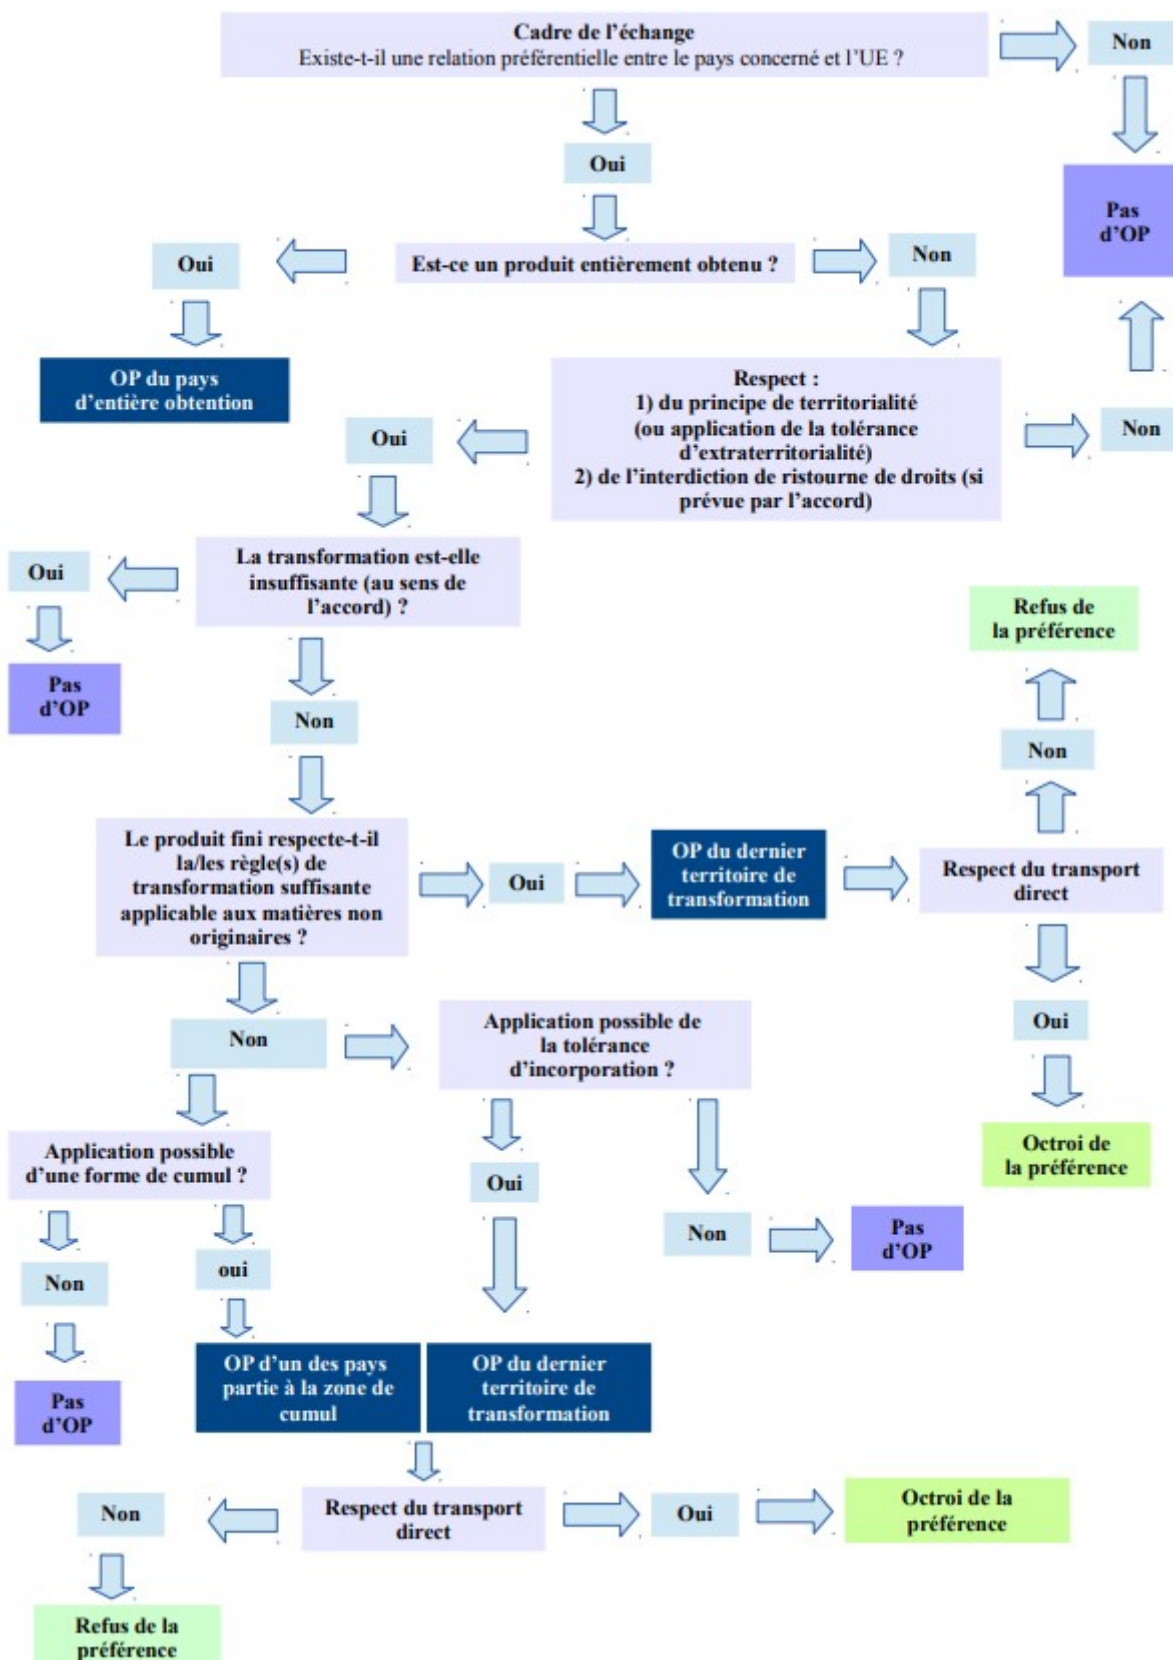 Cadre de l’échange
Existe-t-il une relation préférentielle entre le pays concerné et l’UE ?
Non
Oui
Pas
d’OP
Oui
Est-ce un produit entièrement obtenu ?
Non
OP du pays
d’entière obtention
Respect :
1) du principe de territorialité
(ou application de la tolérance
d’extraterritorialité)
2) de l’interdiction de ristourne de droits (si
prévue par l’accord)
Oui
Non
La transformation est-elle
insuffisante (au sens de
l’accord) ?
Oui
Pas
d’OP
Non
Refus de
la préférence
Non
Le produit fini respecte-t-il
la/les règle(s) de
transformation suffisante
applicable aux matières non
originaires ?
Oui
OP du dernier
territoire de
transformation
Respect du transport
direct
Oui
Octroi de
la préférence
Non
Application possible de
la tolérance
d’incorporation ?
Application possible
d’une forme de cumul ?
Oui
Non
Pas
d’OP
Non
oui
Pas
d’OP
OP d’un des pays
partie à la zone de
cumul
OP du dernier
territoire de
transformation
Non
Respect du transport
direct
Oui
Octroi de la
préférence
Refus de la
préférence